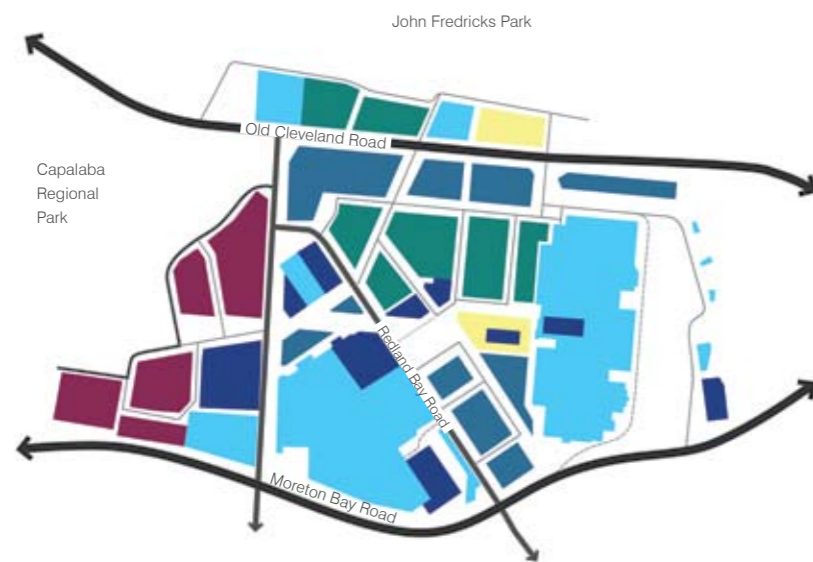 John Fredricks Park
Old Cleveland Road
Capalaba
Regional
Park
Redland Bay Road
Moreton Bay Road